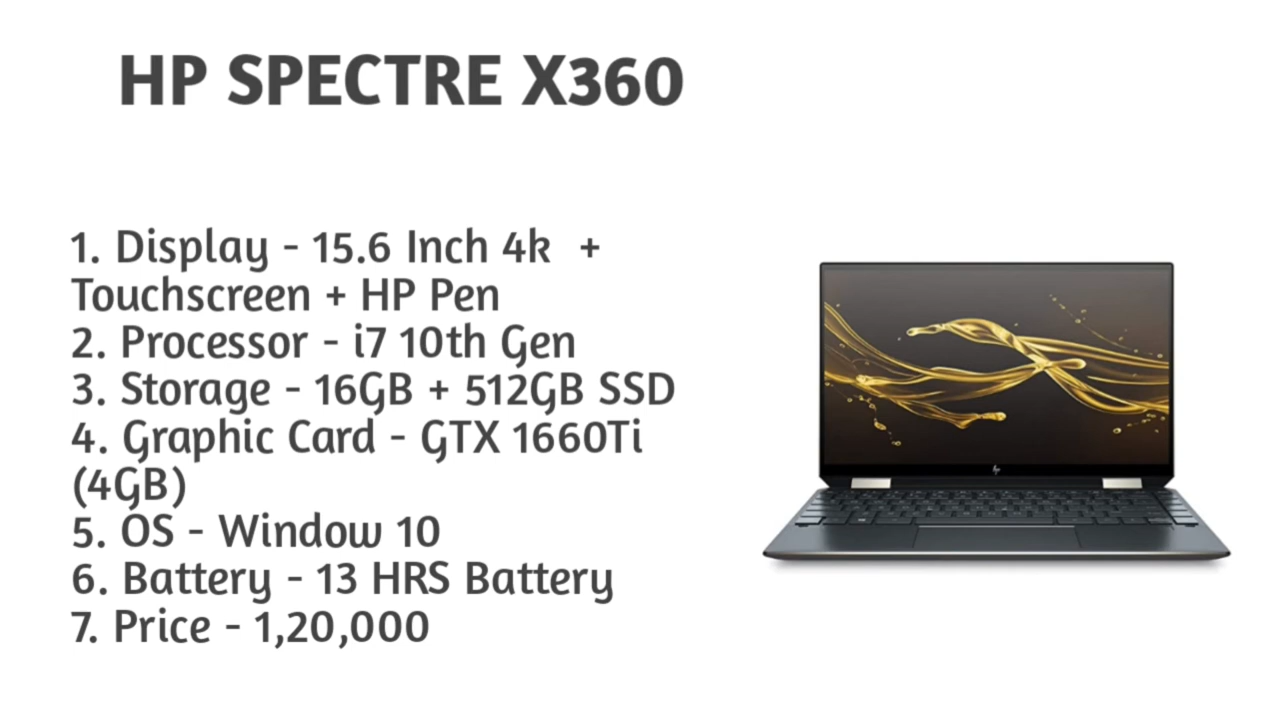 HP SPECTRE X360
1. Display - 15.6 Inch 4k +
Touchscreen + HP Pen
2. Processor - i7 10th Gen
3. Storage - 16GB + 512GB SSD
4. Graphic Card - GTX 1660Ti
(4GB)
5. OS - Window 10
6. Battery - 13 HRS Battery
7. Price - 1,20,000
hp